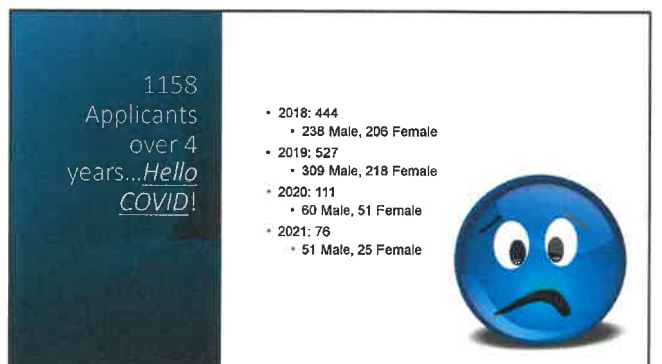 1158
Applicants
over 4
years...Hello
COVID!
• 2018: 444
• 238 Male, 206 Female
• 2019: 527
• 309 Male, 218 Female
• 2020: 111
• 60 Male, 51 Female
• 2021: 76
• 51 Male, 25 Female